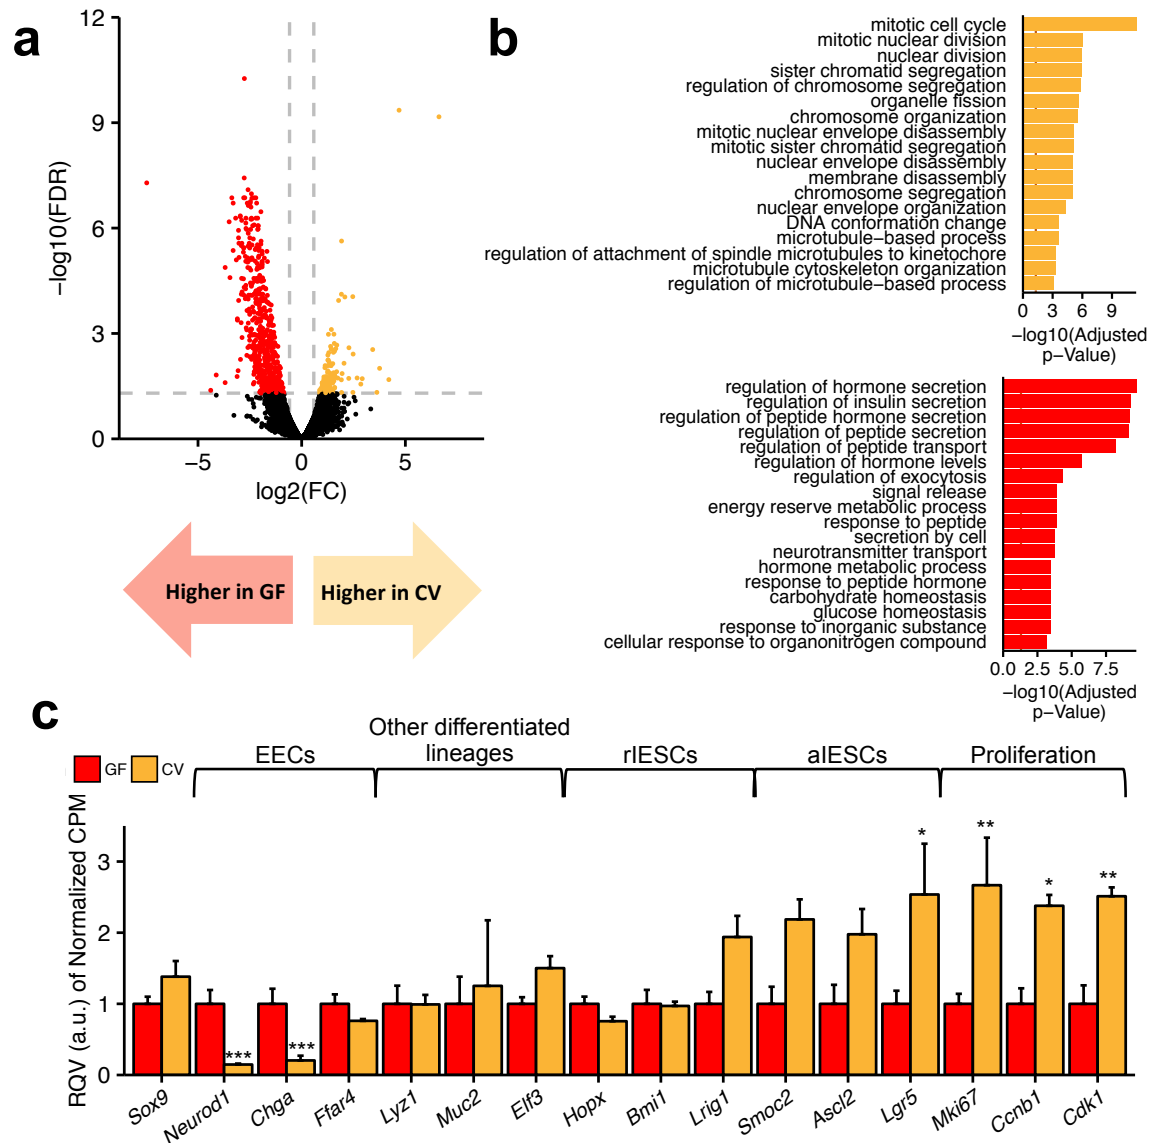 a
12
9
6
3
0
−log10(FDR)
−5
0
5
log2(FC)
Higher in GF
Higher in CV
b
mitotic cell cycle
mitotic nuclear division
nuclear division
sister chromatid segregation
regulation of chromosome segregation
organelle fission
chromosome organization
mitotic nuclear envelope disassembly
mitotic sister chromatid segregation
nuclear envelope disassembly
membrane disassembly
chromosome segregation
nuclear envelope organization
DNA conformation change
microtubule−based process
regulation of attachment of spindle microtubules to kinetochore
microtubule cytoskeleton organization
regulation of microtubule−based process
0 3 6 9
−log10(Adjusted
p−Value)
regulation of hormone secretion
regulation of insulin secretion
regulation of peptide hormone secretion
regulation of peptide secretion
regulation of peptide transport
regulation of hormone levels
regulation of exocytosis
signal release
energy reserve metabolic process
response to peptide
secretion by cell
neurotransmitter transport
hormone metabolic process
response to peptide hormone
carbohydrate homeostasis
glucose homeostasis
response to inorganic substance
cellular response to organonitrogen compound
0.0 2.5 5.0 7.5
−log10(Adjusted
p−Value)
c
GF CV
EECs
Other differentiated
lineages
rIESCs
aIESCs
Proliferation
RQV (a.u.) of Normalized CPM
3
2
1
0
***
***
*
**
*
**
Sox9
Neurod1
Chga
Ffar4
Lyz1
Muc2
Elf3
Hopx
Bmi1
Lrig1
Smoc2
Ascl2
Lgr5
Mki67
Ccnb1
Cdk1